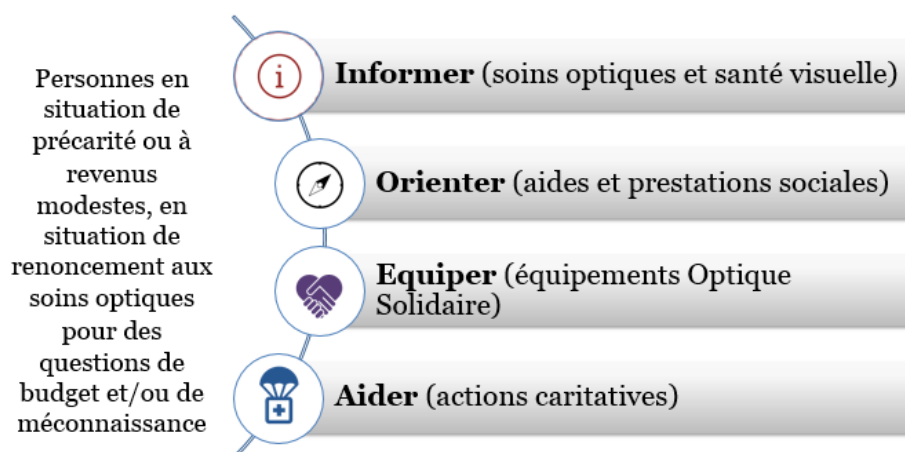 Personnes en
situation de
précarité ou à
revenus
modestes, en
situation de
renoncement aux
soins optiques
pour des
questions de
budget et/ou de
méconnaissance
i
Informer (soins optiques et santé visuelle)
Orienter (aides et prestations sociales)
Equiper (équipements Optique
Solidaire)
Aider (actions caritatives)